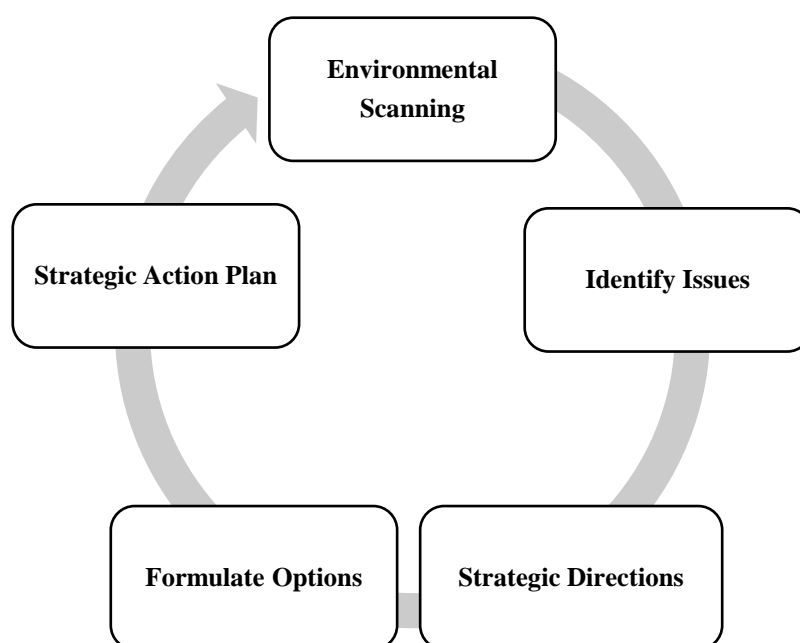 Environmental
Scanning
Identify Issues
Strategic Directions
Formulate Options
Strategic Action Plan